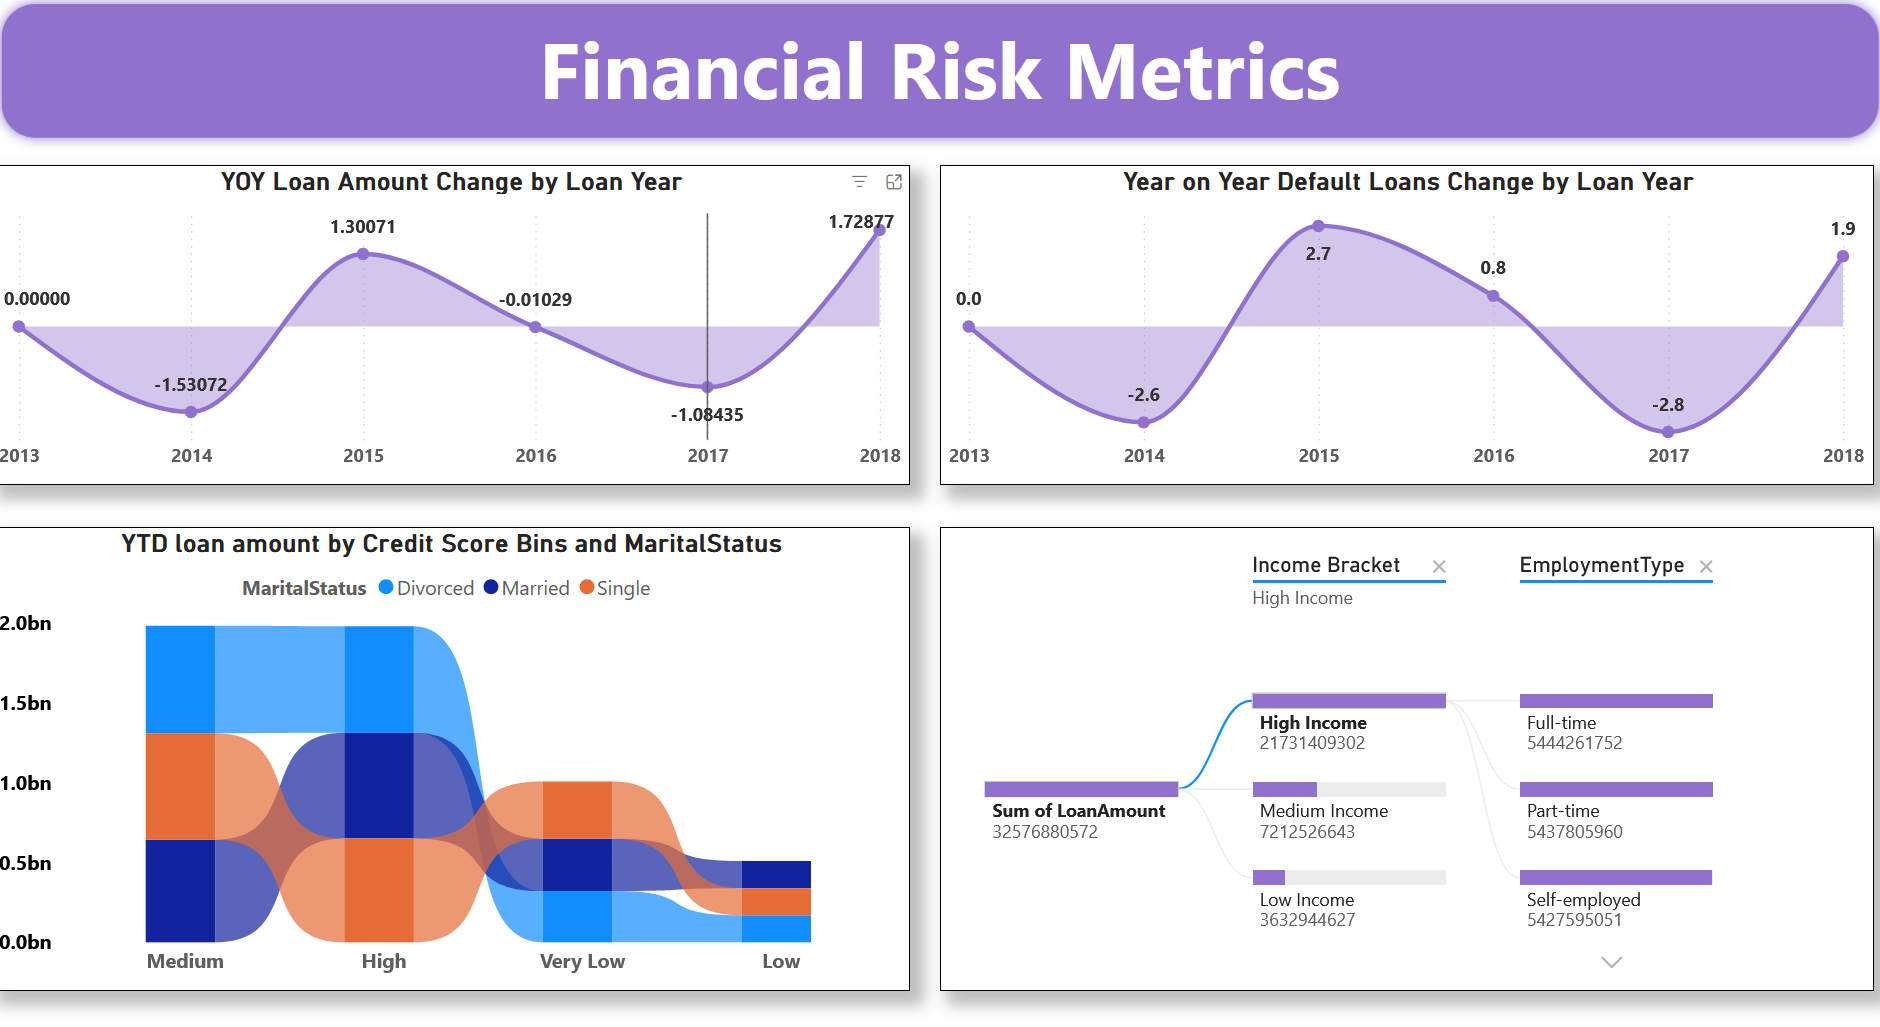 Financial Risk Metrics
YOY Loan Amount Change by Loan Year
0.00000
-1.53072
1.30071
-0.01029
-1.08435
1.72877
2013 2014 2015 2016 2017 2018
Year on Year Default Loans Change by Loan Year
0.0
-2.6
2.7
0.8
-2.8
1.9
2013 2014 2015 2016 2017 2018
YTD loan amount by Credit Score Bins and MaritalStatus
MaritalStatus Divorced Married Single
2.0bn
1.5bn
1.0bn
0.5bn
0.0bn
Medium High Very Low Low
Income Bracket
High Income
EmploymentType
Sum of LoanAmount
32576880572
High Income
21731409302
Medium Income
7212526643
Low Income
3632944627
Full-time
5444261752
Part-time
5437805960
Self-employed
5427595051